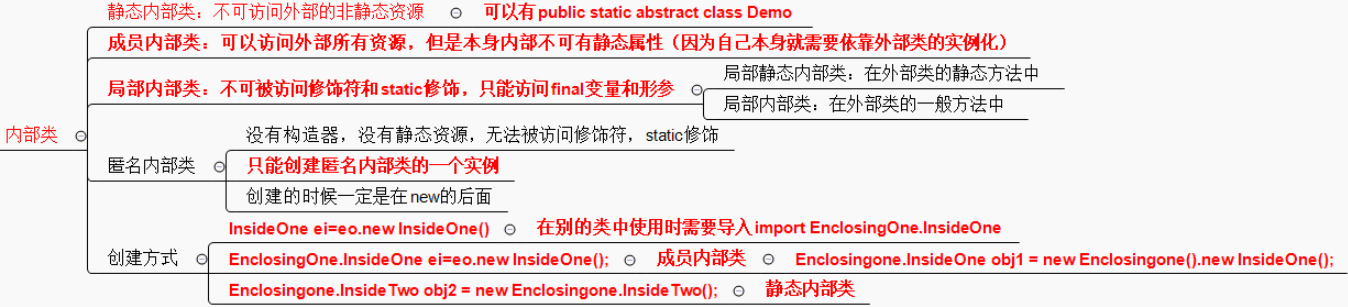 静态内部类：不可访问外部的非静态资源 可以有public static abstract class Demo
成员内部类：可以访问外部所有资源，但是本身内部不可有静态属性（因为自己本身就需要依靠外部类的实例化）
局部内部类：不可被访问修饰符和static修饰，只能访问final变量和形参
局部静态内部类：在外部类的静态方法中
局部内部类：在外部类的一般方法中
内部类
匿名内部类
没有构造器，没有静态资源，无法被访问修饰符，static修饰
只能创建匿名内部类的一个实例
创建的时候一定是在new的后面
创建方式
InsideOne ei=eo.new InsideOne() 在别的类中使用时需要导入import EnclosingOne.InsideOne
EnclosingOne.InsideOne ei=eo.new InsideOne(); 成员内部类 Enclosingone.InsideOne obj1 = new Enclosingone().new InsideOne();
Enclosingone.InsideTwo obj2 = new Enclosingone.InsideTwo(); 静态内部类